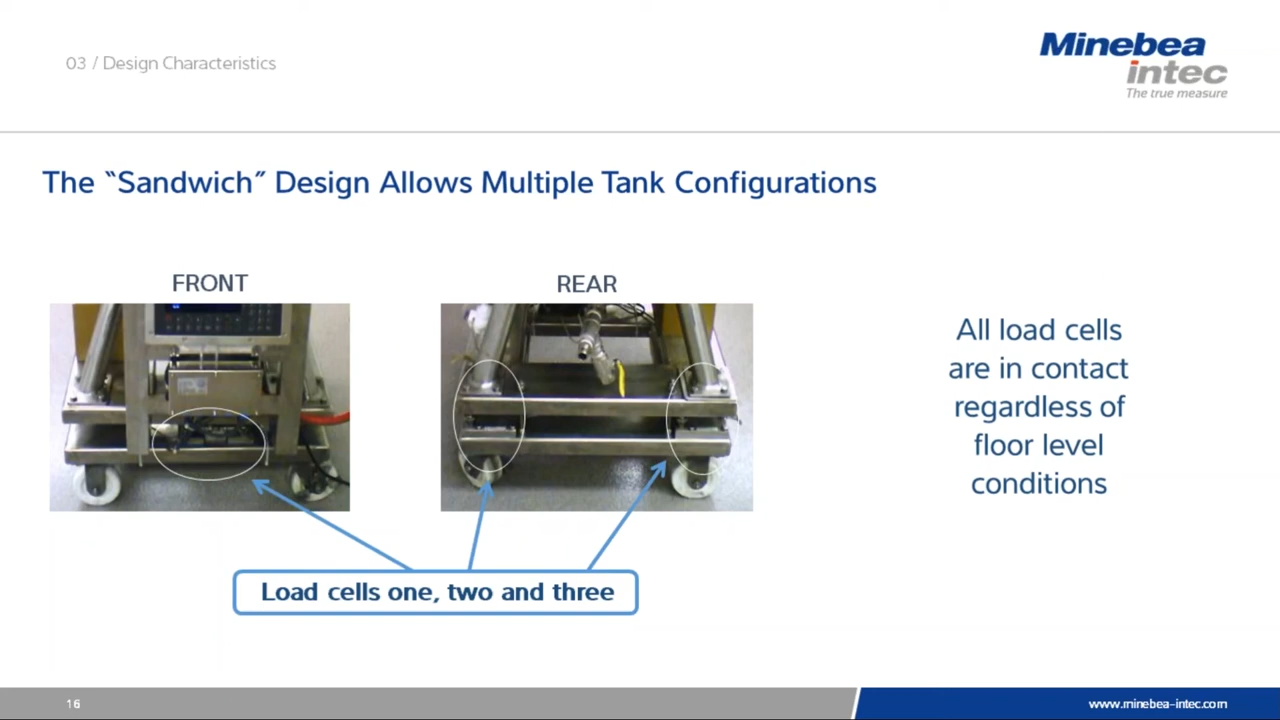 03 / Design Characteristics
Minebea
intec
The true measure
The “Sandwich” Design Allows Multiple Tank Configurations
FRONT
REAR
All load cells
are in contact
regardless of
floor level
conditions
Load cells one, two and three
16
www.minebea-intec.com